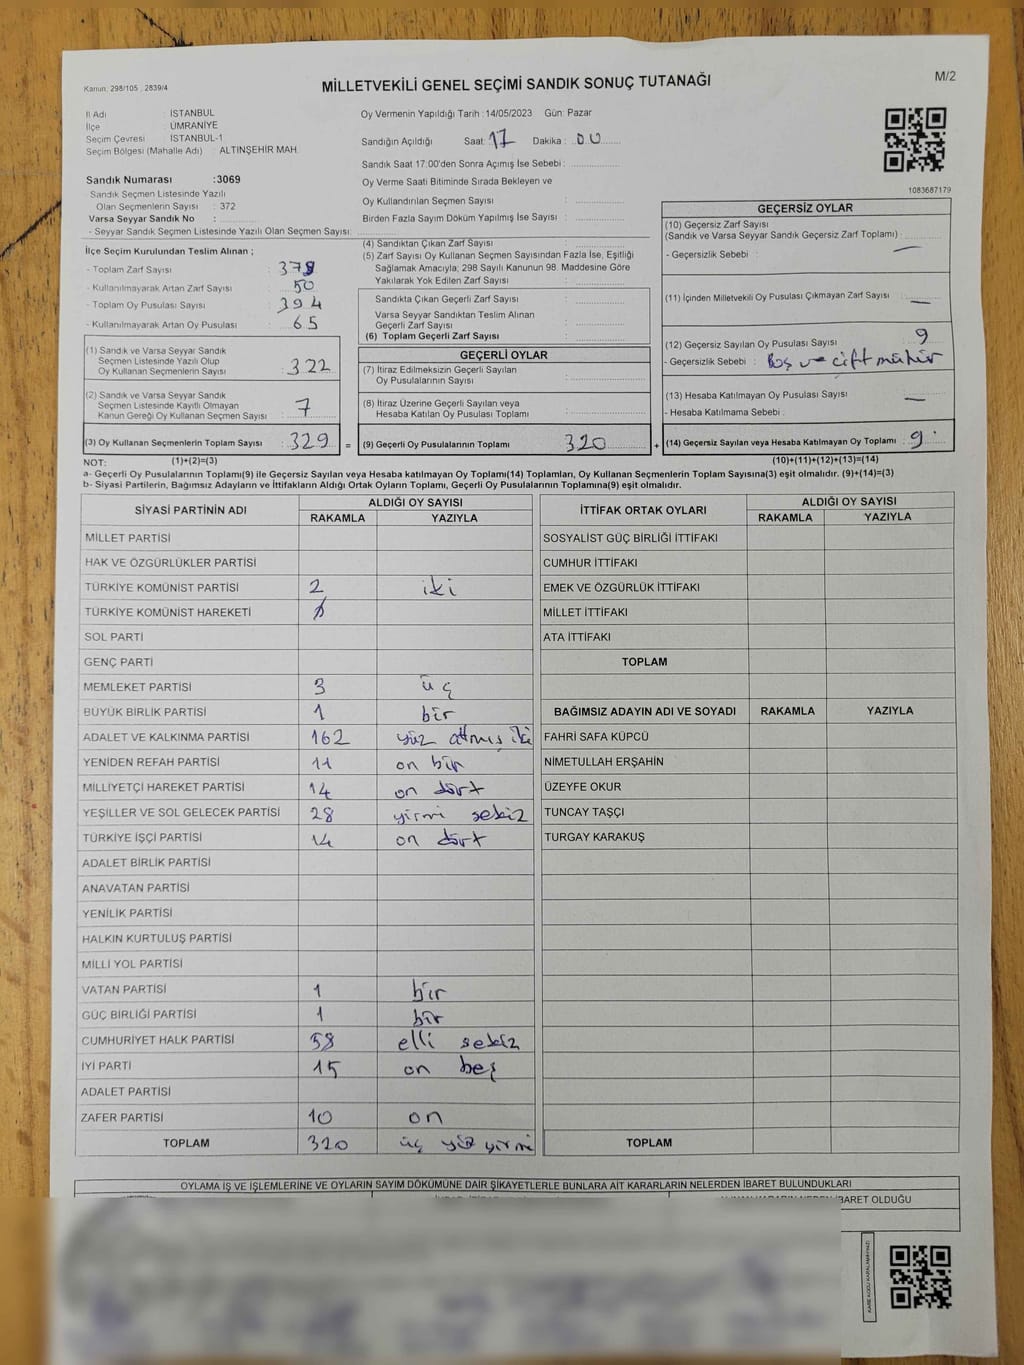 Kanun: 298/105 , 2839/4
MİLLETVEKİLİ GENEL SEÇİMİ SANDIK SONUÇ TUTANAĞI
M/2
İl Adı : İSTANBUL
İlçe : ÜMRANİYE
Seçim Çevresi : İSTANBUL-1
Seçim Bölgesi (Mahalle Adı) : ALTINŞEHİR MAH.
Oy Vermenin Yapıldığı Tarih :14/05/2023 Gün: Pazar
Sandığın Açıldığı Saat: 17 Dakika : 00
Sandık Saat 17:00'den Sonra Açımış İse Sebebi :
Sandık Numarası :3069
Sandık Seçmen Listesinde Yazılı
Olan Seçmenlerin Sayısı : 372
Varsa Seyyar Sandık No :
- Seyyar Sandık Seçmen Listesinde Yazılı Olan Seçmen Sayısı:
Oy Verme Saati Bitiminde Sırada Bekleyen ve
Oy Kullandırılan Seçmen Sayısı :
Birden Fazla Sayım Döküm Yapılmış İse Sayısı :
1083687179
İlçe Seçim Kurulundan Teslim Alınan ;
- Toplam Zarf Sayısı :
- Kullanılmayarak Artan Zarf Sayısı : 50
- Toplam Oy Pusulası Sayısı : 394
- Kullanılmayarak Artan Oy Pusulası : 65
(1) Sandık ve Varsa Seyyar Sandık
Seçmen Listesinde Yazılı Olup
Oy Kullanan Seçmenlerin Sayısı : 322
(2) Sandık ve Varsa Seyyar Sandık
Seçmen Listesinde Kayıtlı Olmayan
Kanun Gereği Oy Kullanan Seçmen Sayısı : 7
(3) Oy Kullanan Seçmenlerin Toplam Sayısı : 329 =
(4) Sandıktan Çıkan Zarf Sayısı :
(5) Zarf Sayısı Oy Kullanan Seçmen Sayısından Fazla İse, Eşitliği
Sağlamak Amacıyla; 298 Sayılı Kanunun 98. Maddesine Göre
Yakılarak Yok Edilen Zarf Sayısı :
Sandıkta Çıkan Geçerli Zarf Sayısı :
Varsa Seyyar Sandıktan Teslim Alınan
Geçerli Zarf Sayısı :
(6) Toplam Geçerli Zarf Sayısı :
GEÇERLİ OYLAR
(7) İtiraz Edilmeksizin Geçerli Sayılan
Oy Pusulalarının Sayısı :
(8) İtiraz Üzerine Geçerli Sayılan veya
Hesaba Katılan Oy Pusulası Toplamı :
(9) Geçerli Oy Pusulalarının Toplamı : 320 +
GEÇERSİZ OYLAR
(10) Geçersiz Zarf Sayısı
(Sandık ve Varsa Seyyar Sandık Geçersiz Zarf Toplamı) :
- Geçersizlik Sebebi : —
(11) İçinden Milletvekili Oy Pusulası Çıkmayan Zarf Sayısı : —
(12) Geçersiz Sayılan Oy Pusulası Sayısı : 9
- Geçersizlik Sebebi : Boş ve çift mühür
(13) Hesaba Katılmayan Oy Pusulası Sayısı : —
- Hesaba Katılmama Sebebi :
(14) Geçersiz Sayılan veya Hesaba Katılmayan Oy Toplamı : 9
NOT: (1)+(2)=(3) (10)+(11)+(12)+(13)=(14)
a- Geçerli Oy Pusulalarının Toplamı(9) ile Geçersiz Sayılan veya Hesaba katılmayan Oy Toplamı(14) Toplamları, Oy Kullanan Seçmenlerin Toplam Sayısına(3) eşit olmalıdır. (9)+(14)=(3)
b- Siyasi Partilerin, Bağımsız Adayların ve İttifakların Aldığı Ortak Oyların Toplamı, Geçerli Oy Pusulalarının Toplamına(9) eşit olmalıdır.
SİYASİ PARTİNİN ADI ALDIĞI OY SAYISI
RAKAMLA YAZIYLA
MİLLET PARTİSİ
HAK VE ÖZGÜRLÜKLER PARTİSİ
TÜRKİYE KOMÜNİST PARTİSİ 2 iki
TÜRKİYE KOMÜNİST HAREKETİ
SOL PARTİ
GENÇ PARTİ
MEMLEKET PARTİSİ 3 üç
BÜYÜK BİRLİK PARTİSİ 1 bir
ADALET VE KALKINMA PARTİSİ 162 yüz altmış iki
YENİDEN REFAH PARTİSİ 11 on bir
MİLLİYETÇİ HAREKET PARTİSİ 14 on dört
YEŞİLLER VE SOL GELECEK PARTİSİ 28 yirmi sekiz
TÜRKİYE İŞÇİ PARTİSİ 14 on dört
ADALET BİRLİK PARTİSİ
ANAVATAN PARTİSİ
YENİLİK PARTİSİ
HALKIN KURTULUŞ PARTİSİ
MİLLİ YOL PARTİSİ
VATAN PARTİSİ 1 bir
GÜÇ BİRLİĞİ PARTİSİ 1 bir
CUMHURİYET HALK PARTİSİ 58 elli sekiz
İYİ PARTİ 15 on beş
ADALET PARTİSİ
ZAFER PARTİSİ 10 on
TOPLAM 320 üç yüz yirmi
İTTİFAK ORTAK OYLARI ALDIĞI OY SAYISI
RAKAMLA YAZIYLA
SOSYALİST GÜÇ BİRLİĞİ İTTİFAKI
CUMHUR İTTİFAKI
EMEK VE ÖZGÜRLÜK İTTİFAKI
MİLLET İTTİFAKI
ATA İTTİFAKI
TOPLAM
BAĞIMSIZ ADAYIN ADI VE SOYADI RAKAMLA YAZIYLA
FAHRİ SAFA KÜPCÜ
NİMETULLAH ERŞAHİN
ÜZEYFE OKUR
TUNCAY TAŞÇI
TURGAY KARAKUŞ
TOPLAM
OYLAMA İŞ VE İŞLEMLERİNE VE OYLARIN SAYIM DÖKÜMÜNE DAİR ŞİKAYETLERLE BUNLARA AİT KARARLARIN NELERDEN İBARET BULUNDUKLARI
İBARET OLDUĞU